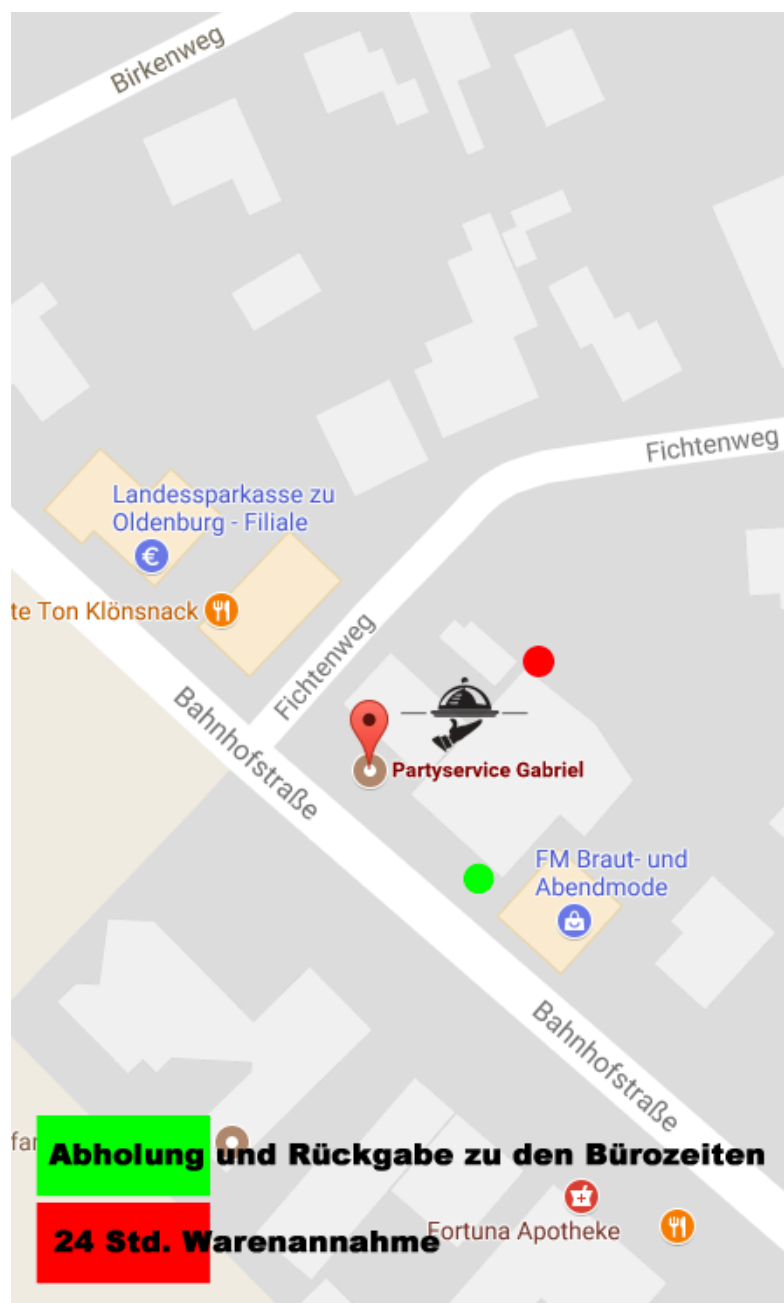 Birkenweg
Fichtenweg
Landessparkasse zu
Oldenburg - Filiale
€
te Ton Klönsnack
Fichtenweg
Bahnhofstraße
Partyservice Gabriel
FM Braut- und
Abendmode
Bahnhofstraße
far
Abholung und Rückgabe zu den Bürozeiten
24 Std. Warenannahme
Fortuna Apotheke